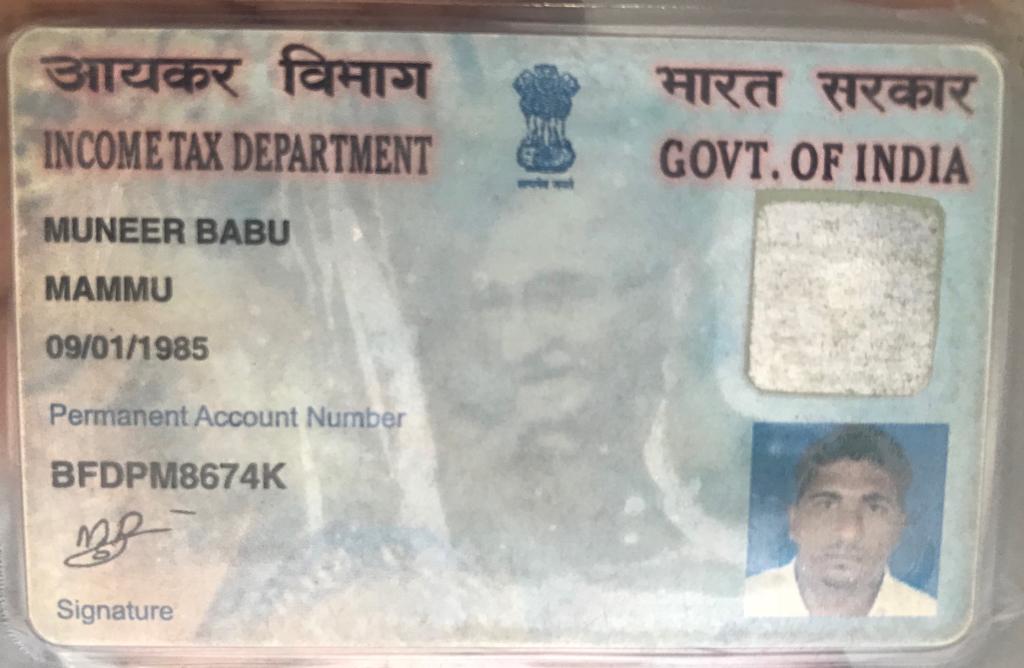 आयकर विभाग
भारत सरकार
INCOME TAX DEPARTMENT
GOVT. OF INDIA
सत्यमेव जयते
MUNEER BABU
MAMMU
09/01/1985
Permanent Account Number
BFDPM8674K
Signature